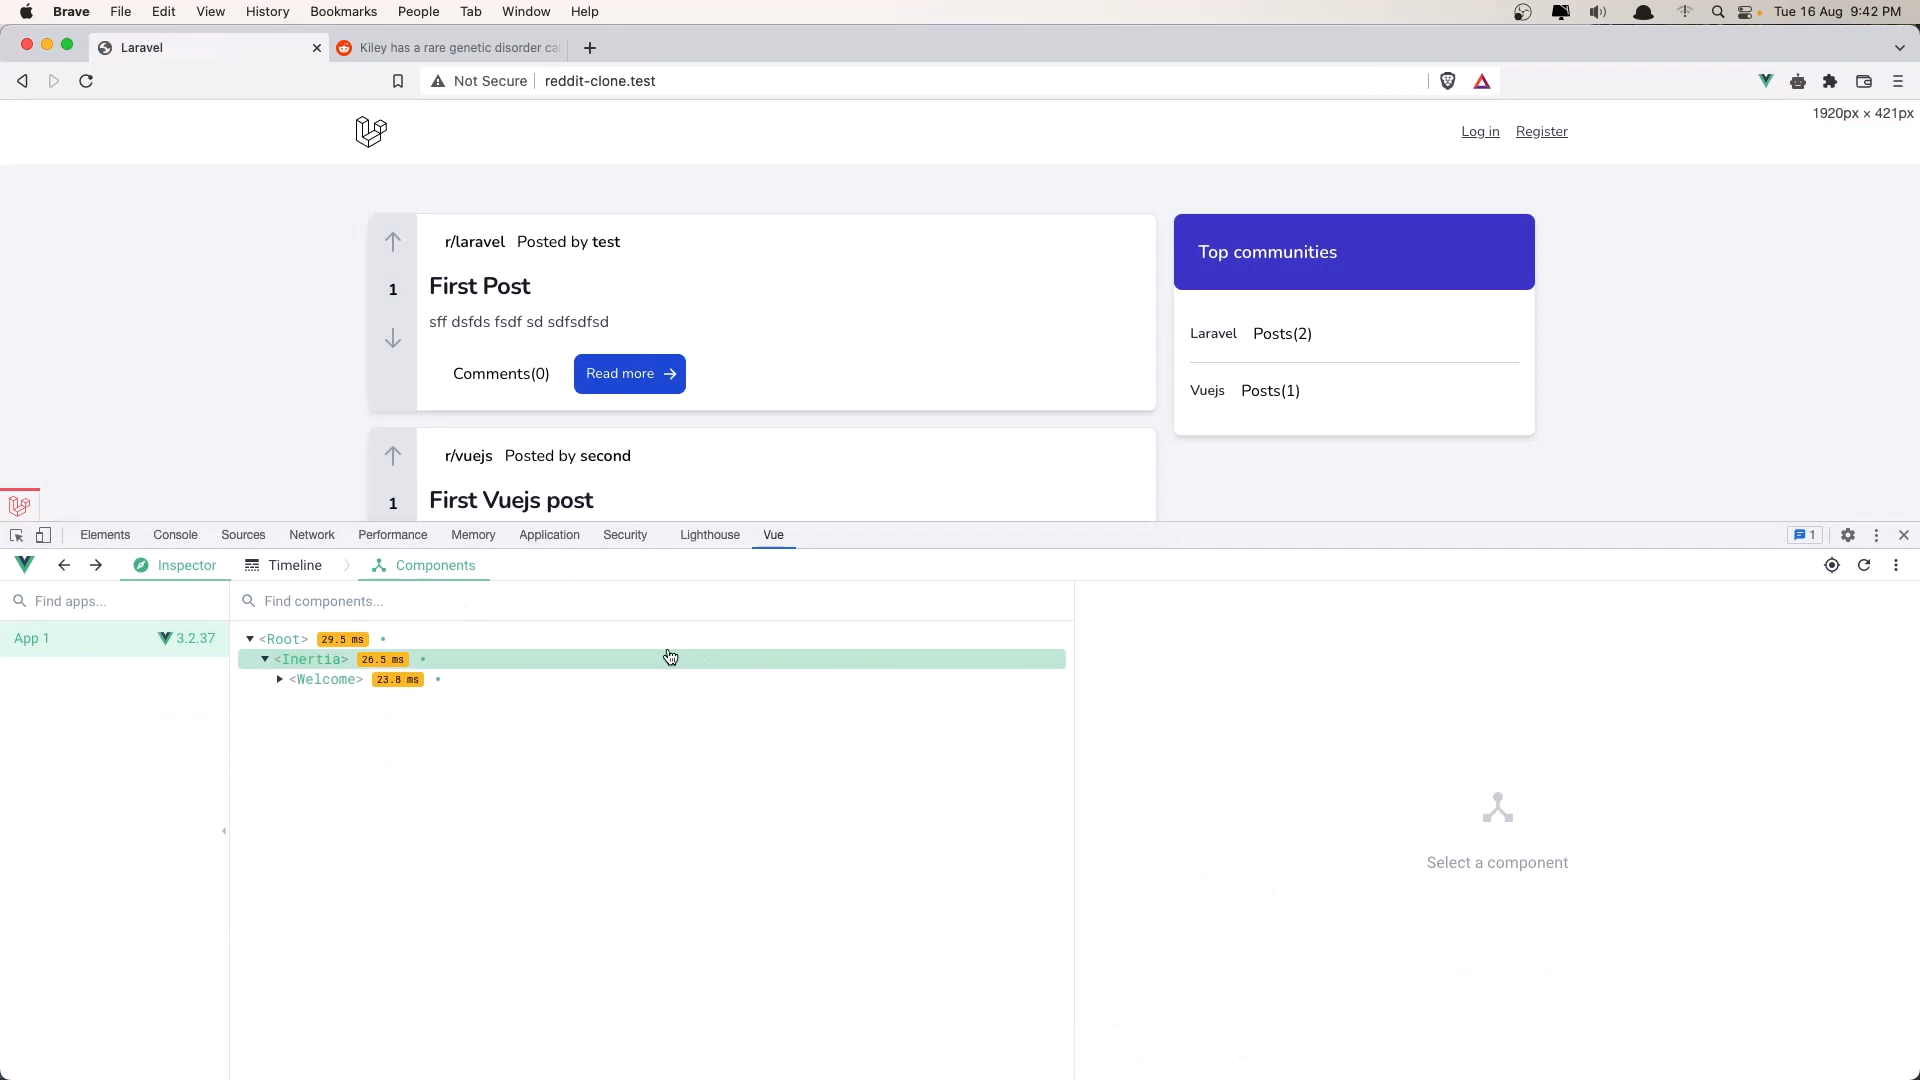 Brave File Edit View History Bookmarks People Tab Window Help Tue 16 Aug 9:42 PM
Laravel Kiley has a rare genetic disorder ca
Not Secure reddit-clone.test
1920px × 421px
Log in Register
r/laravel Posted by test
First Post
1
sff dsfds fsdf sd sdfsdfsd
Comments(0) Read more
Top communities
Laravel Posts(2)
Vuejs Posts(1)
r/vuejs Posted by second
First Vuejs post
1
Elements Console Sources Network Performance Memory Application Security Lighthouse Vue 1
Inspector Timeline Components
Find apps... Find components...
App 1 3.2.37
<Root> 29.5 ms
<Inertia> 26.5 ms
<Welcome> 23.8 ms
Select a component